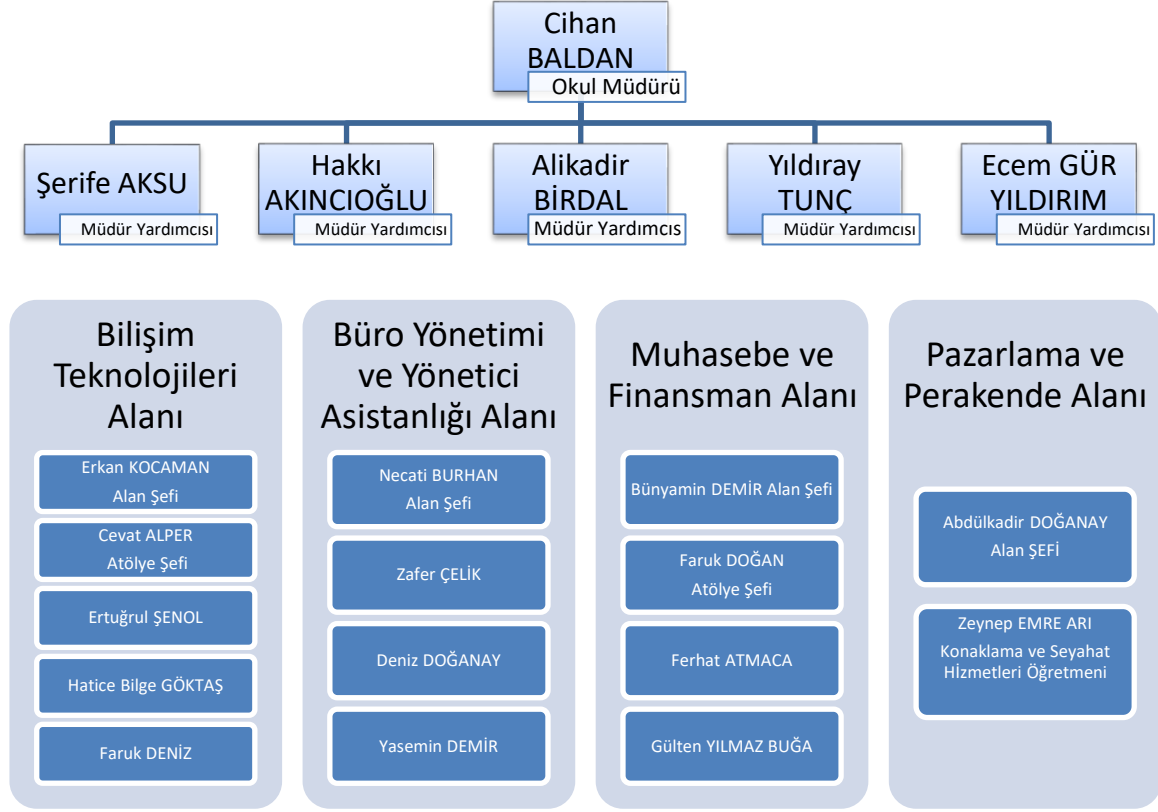 Cihan
BALDAN
Okul Müdürü
Şerife AKSU
Müdür Yardımcısı
Hakkı
AKINCIOĞLU
Müdür Yardımcısı
Alikadir
BİRDAL
Müdür Yardımcıs
Yıldıray
TUNÇ
Müdür Yardımcısı
Ecem GÜR
YILDIRIM
Müdür Yardımcısı
Bilişim
Teknolojileri
Alanı
Erkan KOCAMAN
Alan Şefi
Cevat ALPER
Atölye Şefi
Ertuğrul ŞENOL
Hatice Bilge GÖKTAŞ
Faruk DENİZ
Büro Yönetimi
ve Yönetici
Asistanlığı Alanı
Necati BURHAN
Alan Şefi
Zafer ÇELİK
Deniz DOĞANAY
Yasemin DEMİR
Muhasebe ve
Finansman Alanı
Bünyamin DEMİR Alan Şefi
Faruk DOĞAN
Atölye Şefi
Ferhat ATMACA
Gülten YILMAZ BUĞA
Pazarlama ve
Perakende Alanı
Abdülkadir DOĞANAY
Alan ŞEFİ
Zeynep EMRE ARI
Konaklama ve Seyahat
Hİzmetleri Öğretmeni